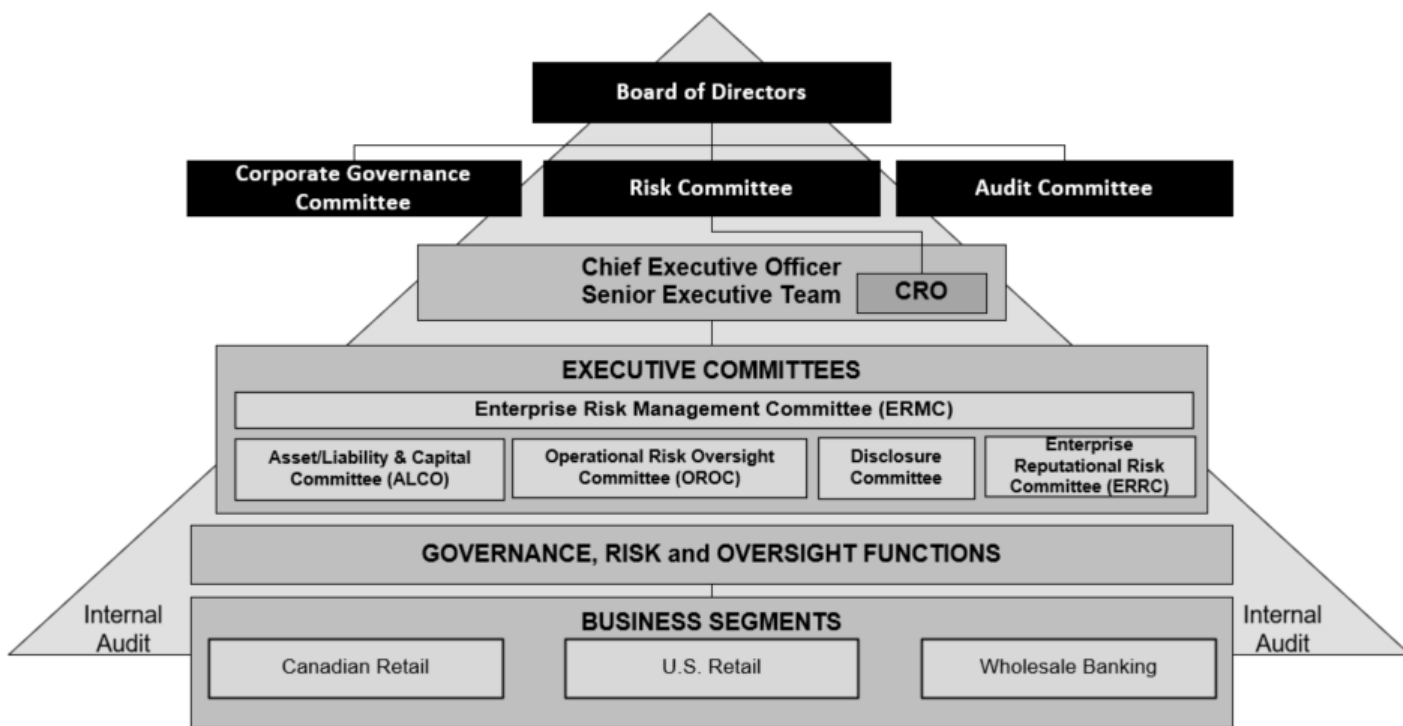 Board of Directors
Corporate Governance
Committee
Risk Committee
Audit Committee
Chief Executive Officer
Senior Executive Team
CRO
EXECUTIVE COMMITTEES
Enterprise Risk Management Committee (ERMC)
Asset/Liability & Capital
Committee (ALCO)
Operational Risk Oversight
Committee (OROC)
Disclosure
Committee
Enterprise
Reputational Risk
Committee (ERRC)
GOVERNANCE, RISK and OVERSIGHT FUNCTIONS
Internal
Audit
BUSINESS SEGMENTS
Canadian Retail
U.S. Retail
Wholesale Banking
Internal
Audit